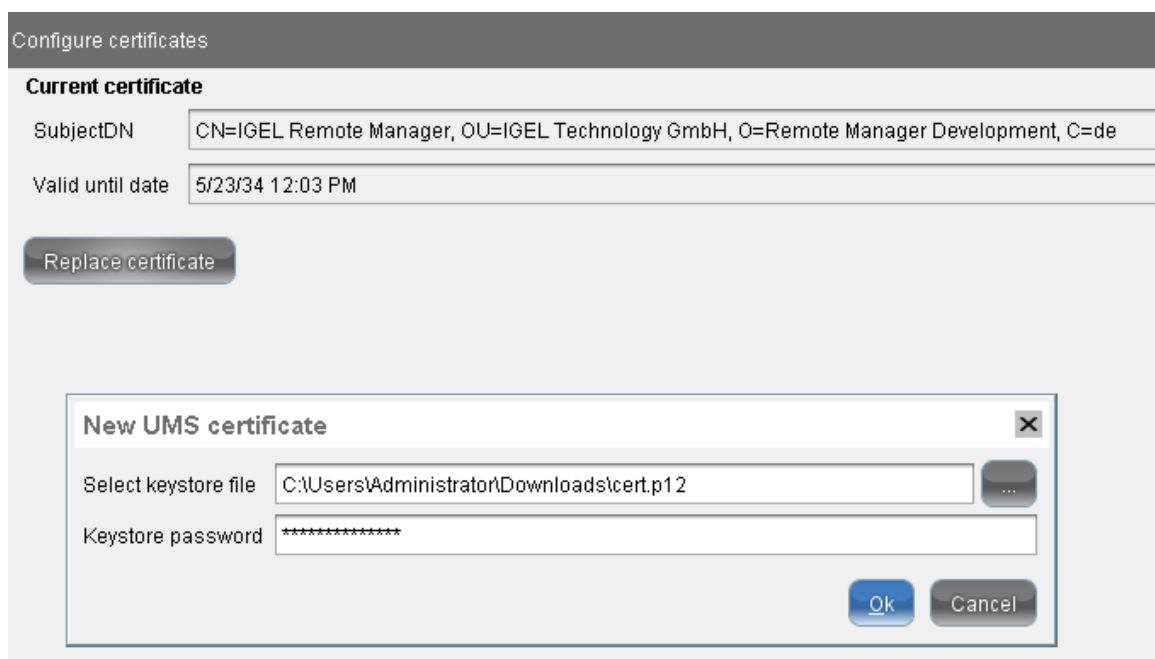 Configure certificates
Current certificate
SubjectDN CN=IGEL Remote Manager, OU=IGEL Technology GmbH, O=Remote Manager Development, C=de
Valid until date 5/23/34 12:03 PM
Replace certificate
New UMS certificate
Select keystore file C:\Users\Administrator\Downloads\cert.p12 ...
Keystore password **************
Ok Cancel